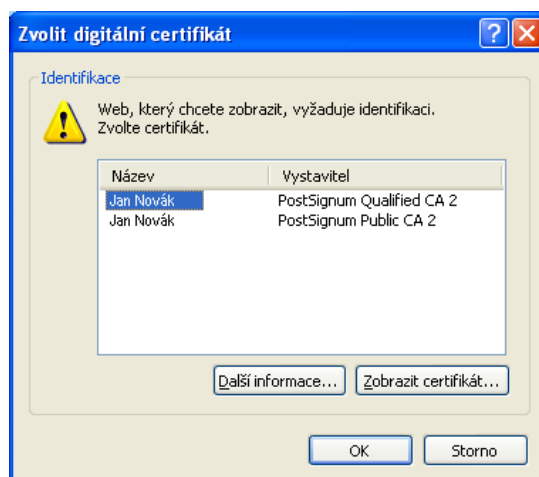 Zvolit digitální certifikát
Identifikace
Web, který chcete zobrazit, vyžaduje identifikaci.
Zvolte certifikát.
Název Vystavitel
Jan Novák PostSignum Qualified CA 2
Jan Novák PostSignum Public CA 2
Další informace... Zobrazit certifikát...
OK Storno